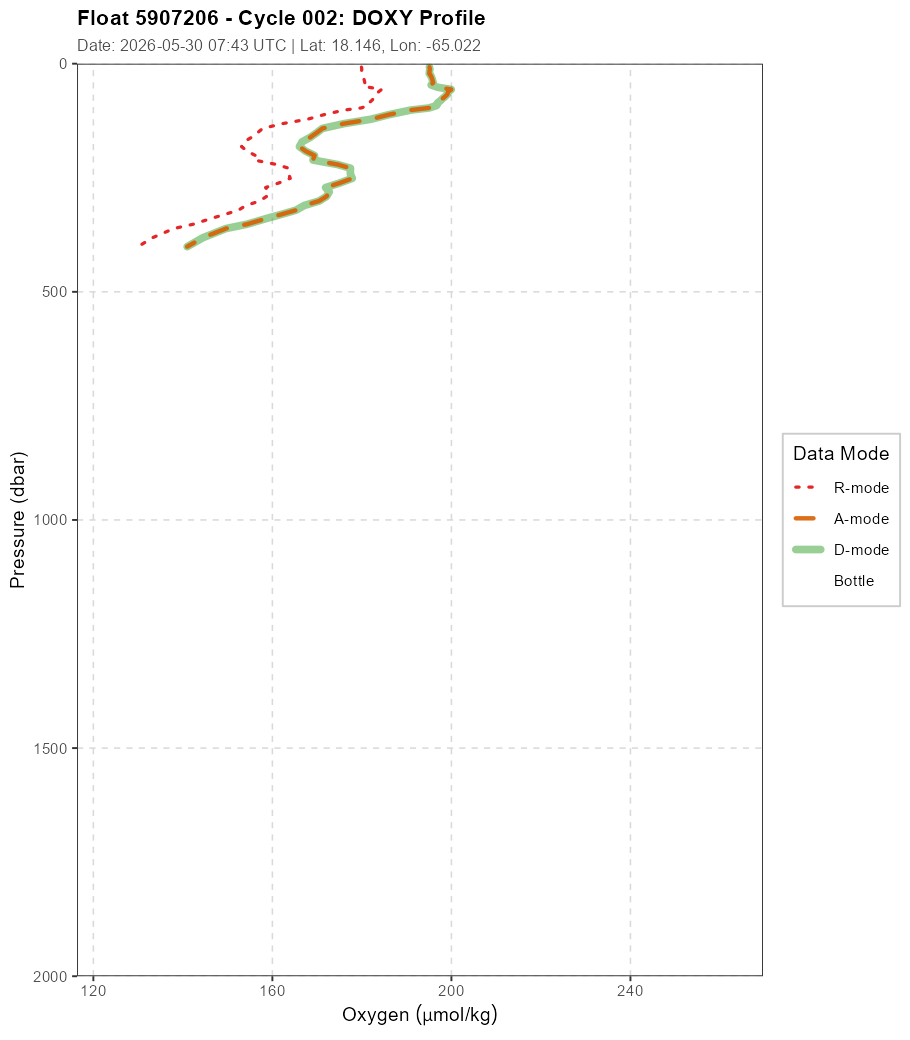 Float 5907206 - Cycle 002: DOXY Profile
Date: 2026-05-30 07:43 UTC | Lat: 18.146, Lon: -65.022
0
500
1000
1500
2000
Pressure (dbar)
120 160 200 240
Oxygen (μmol/kg)
Data Mode
R-mode
A-mode
D-mode
Bottle